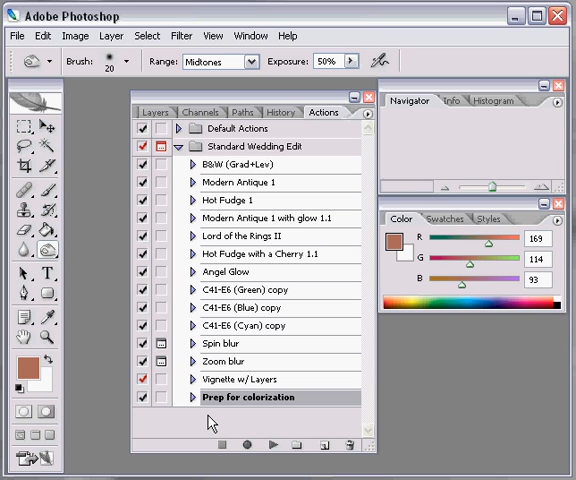 Adobe Photoshop
File Edit Image Layer Select Filter View Window Help
Brush: 20 Range: Midtones Exposure: 50%
Layers Channels Paths History Actions
Default Actions
Standard Wedding Edit
B&W (Grad+Lev)
Modern Antique 1
Hot Fudge 1
Modern Antique 1 with glow 1.1
Lord of the Rings II
Hot Fudge with a Cherry 1.1
Angel Glow
C41-E6 (Green) copy
C41-E6 (Blue) copy
C41-E6 (Cyan) copy
Spin blur
Zoom blur
Vignette w/ Layers
Prep for colorization
Navigator Info Histogram
Color Swatches Styles
R 169
G 114
B 93